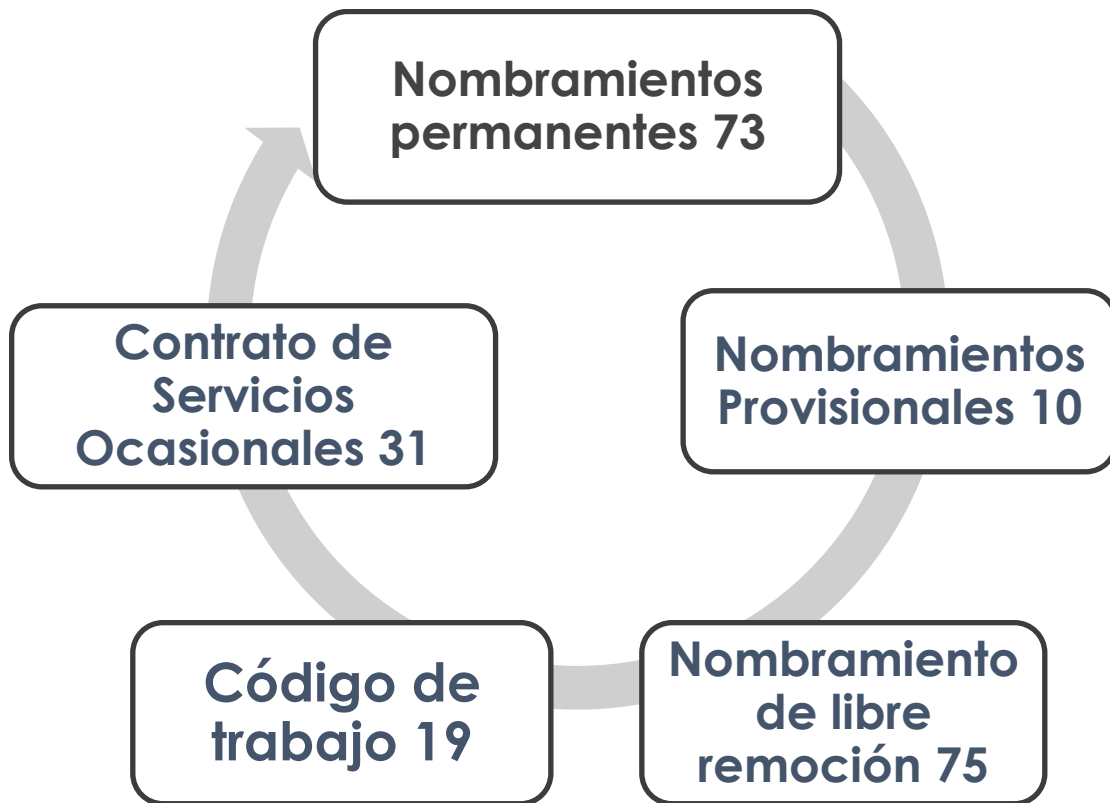 Nombramientos
permanentes 73
Nombramientos
Provisionales 10
Nombramiento
de libre
remoción 75
Código de
trabajo 19
Contrato de
Servicios
Ocasionales 31